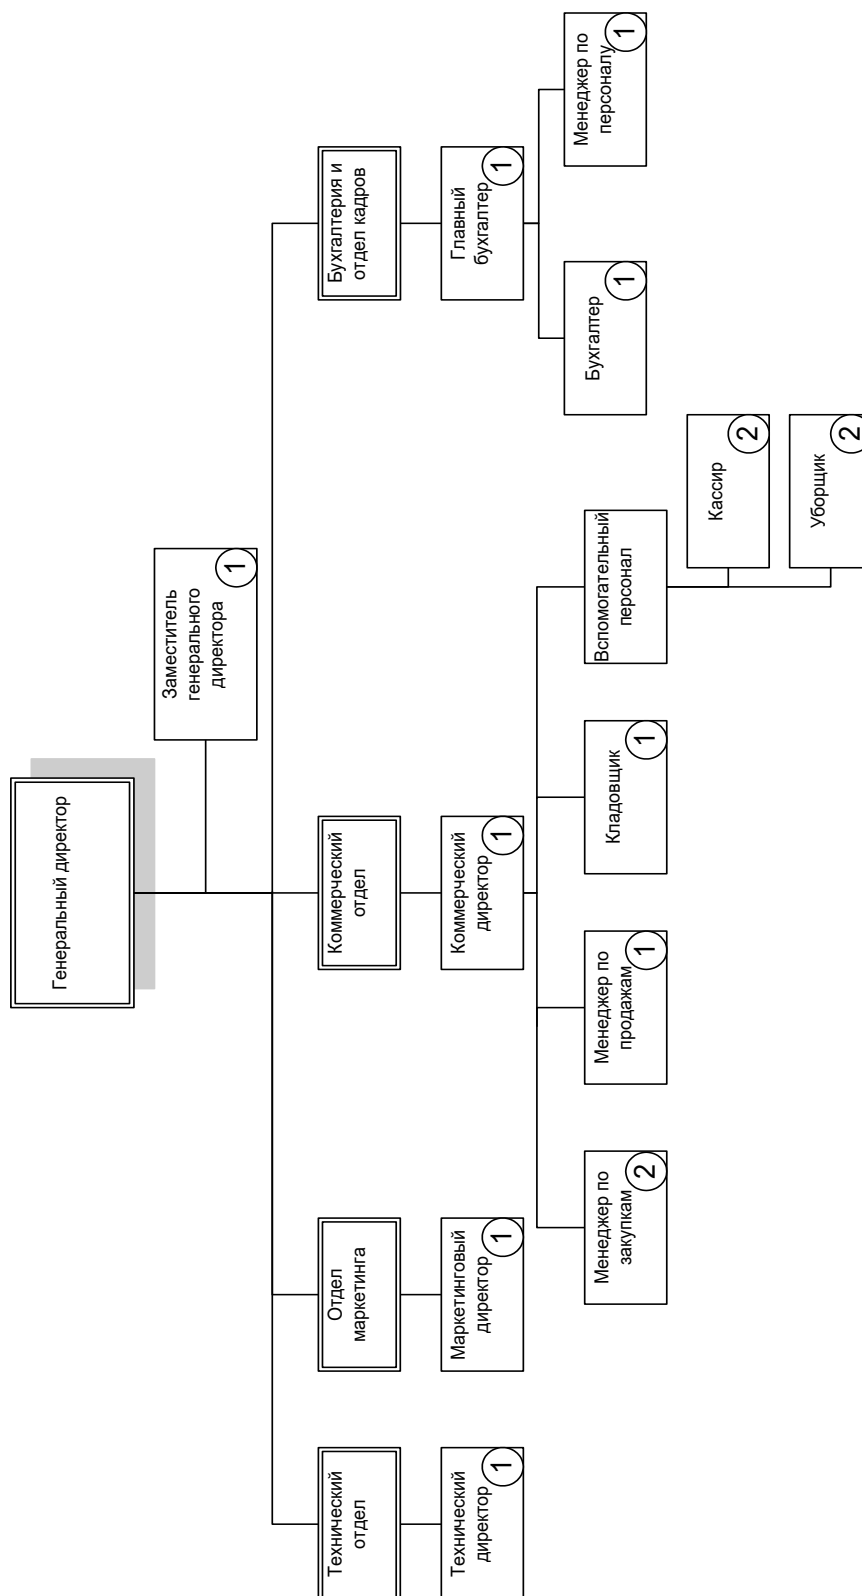 Генеральный директор
Заместитель
генерального
директора
1
Технический
отдел
Отдел
маркетинга
Коммерческий
отдел
Бухгалтерия и
отдел кадров
Технический
директор
1
Маркетинговый
директор
1
Коммерческий
директор
1
Главный
бухгалтер
1
Менеджер по
закупкам
2
Менеджер по
продажам
1
Кладовщик
1
Вспомогательный
персонал
Бухгалтер
1
Менеджер по
персоналу
1
Кассир
2
Уборщик
2